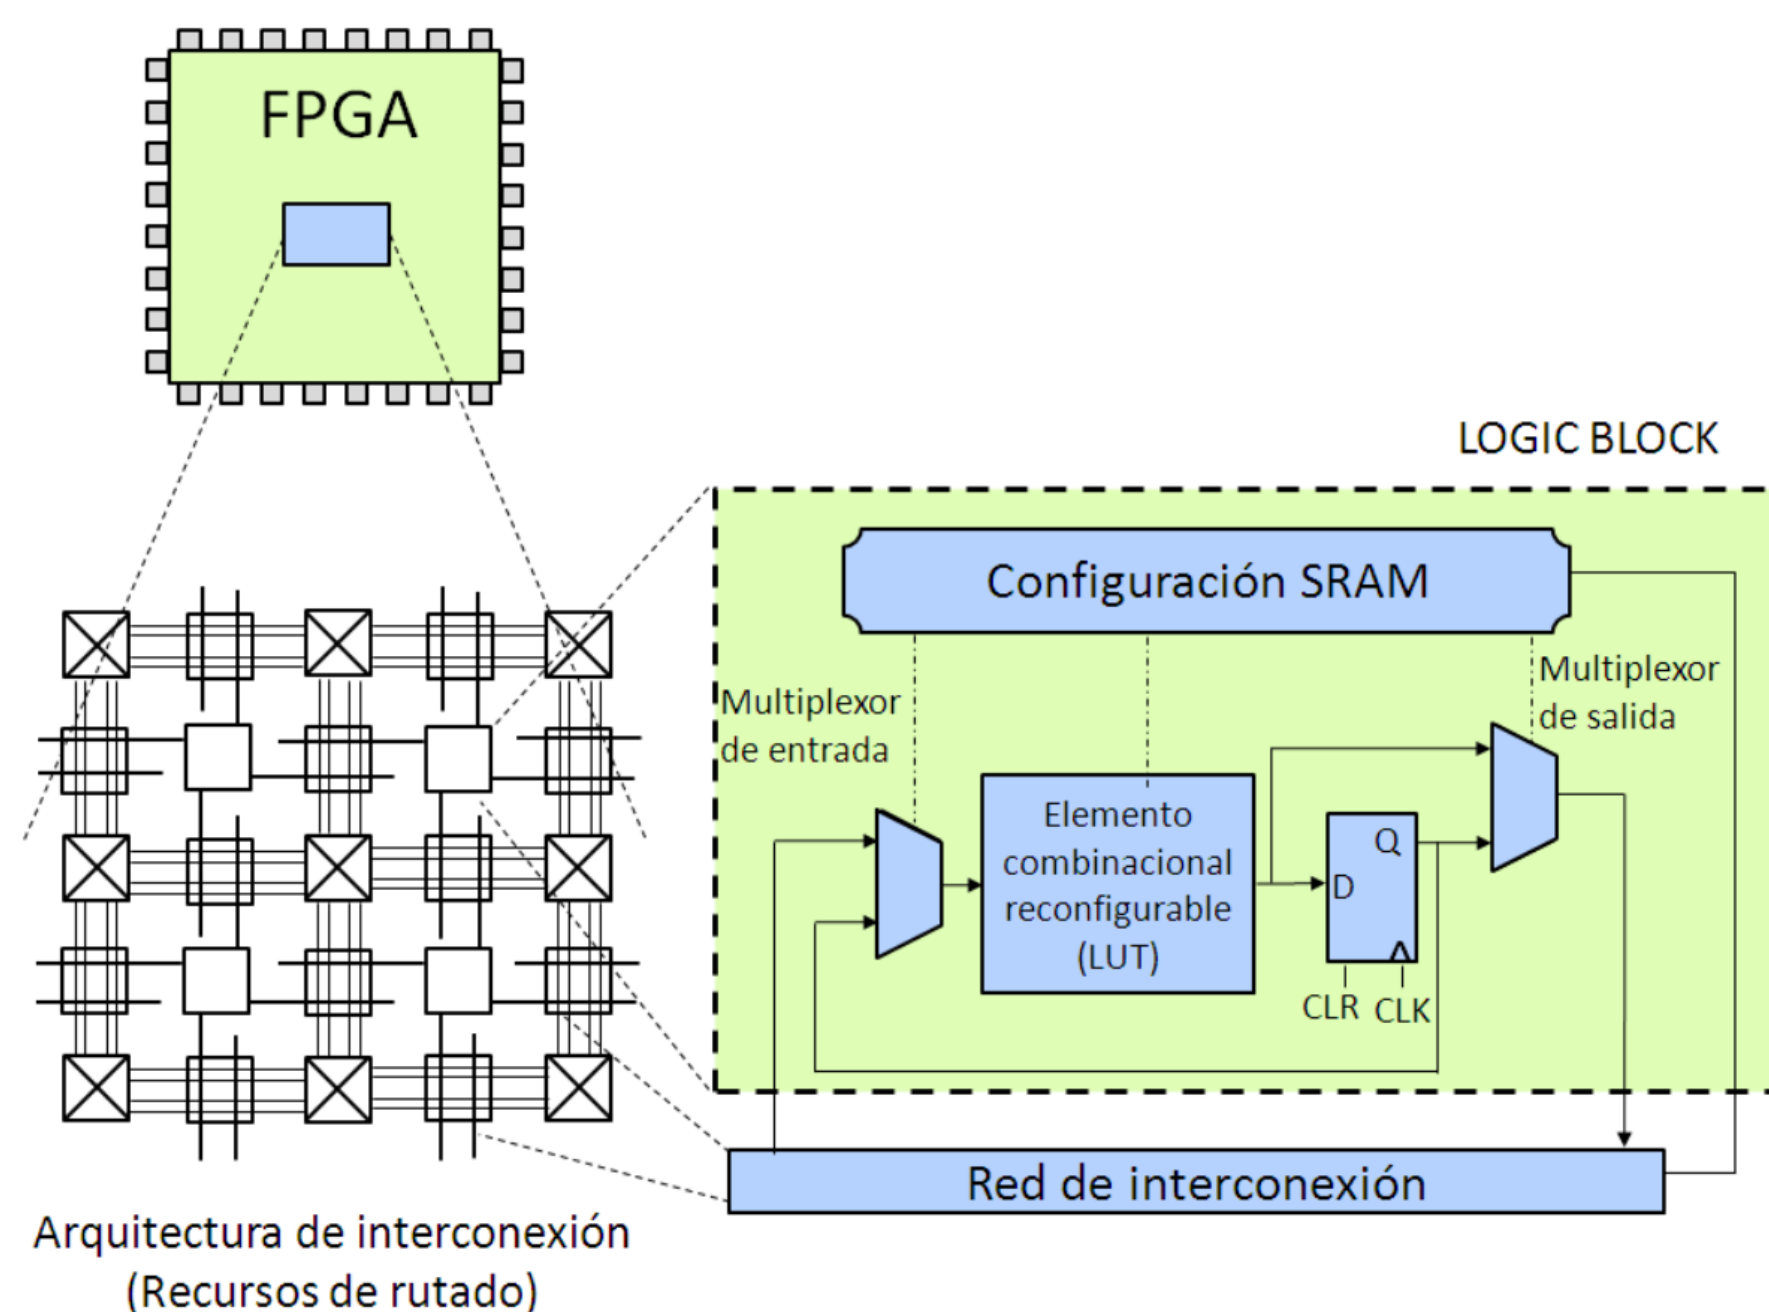 FPGA
LOGIC BLOCK
Configuración SRAM
Multiplexor
de entrada
Multiplexor
de salida
Elemento
combinacional
reconfigurable
(LUT)
Q
D
CLR
CLK
Red de interconexión
Arquitectura de interconexión
(Recursos de rutado)